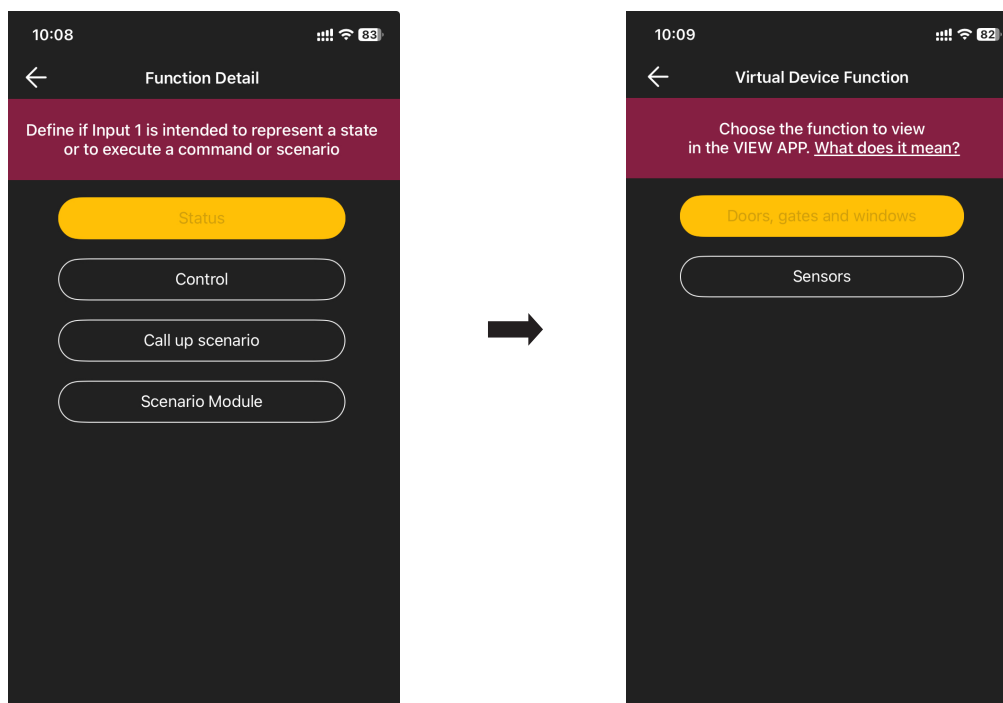 10:08
83
Function Detail
Define if Input 1 is intended to represent a state
or to execute a command or scenario
Status
Control
Call up scenario
Scenario Module
10:09
82
Virtual Device Function
Choose the function to view
in the VIEW APP. What does it mean?
Doors, gates and windows
Sensors